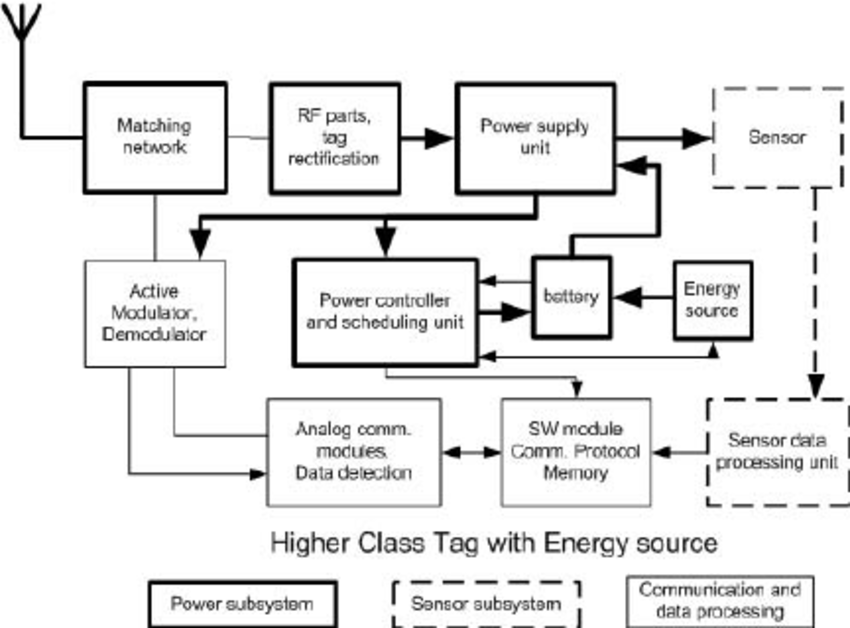 Matching
network
RF parts,
tag
rectification
Power supply
unit
Sensor
Active
Modulator,
Demodulator
Power controller
and scheduling unit
battery
Energy
source
Analog comm.
modules,
Data detection
SW module
Comm. Protocol
Memory
Sensor data
processing unit
Higher Class Tag with Energy source
Power subsystem
Sensor subsystem
Communication and
data processing